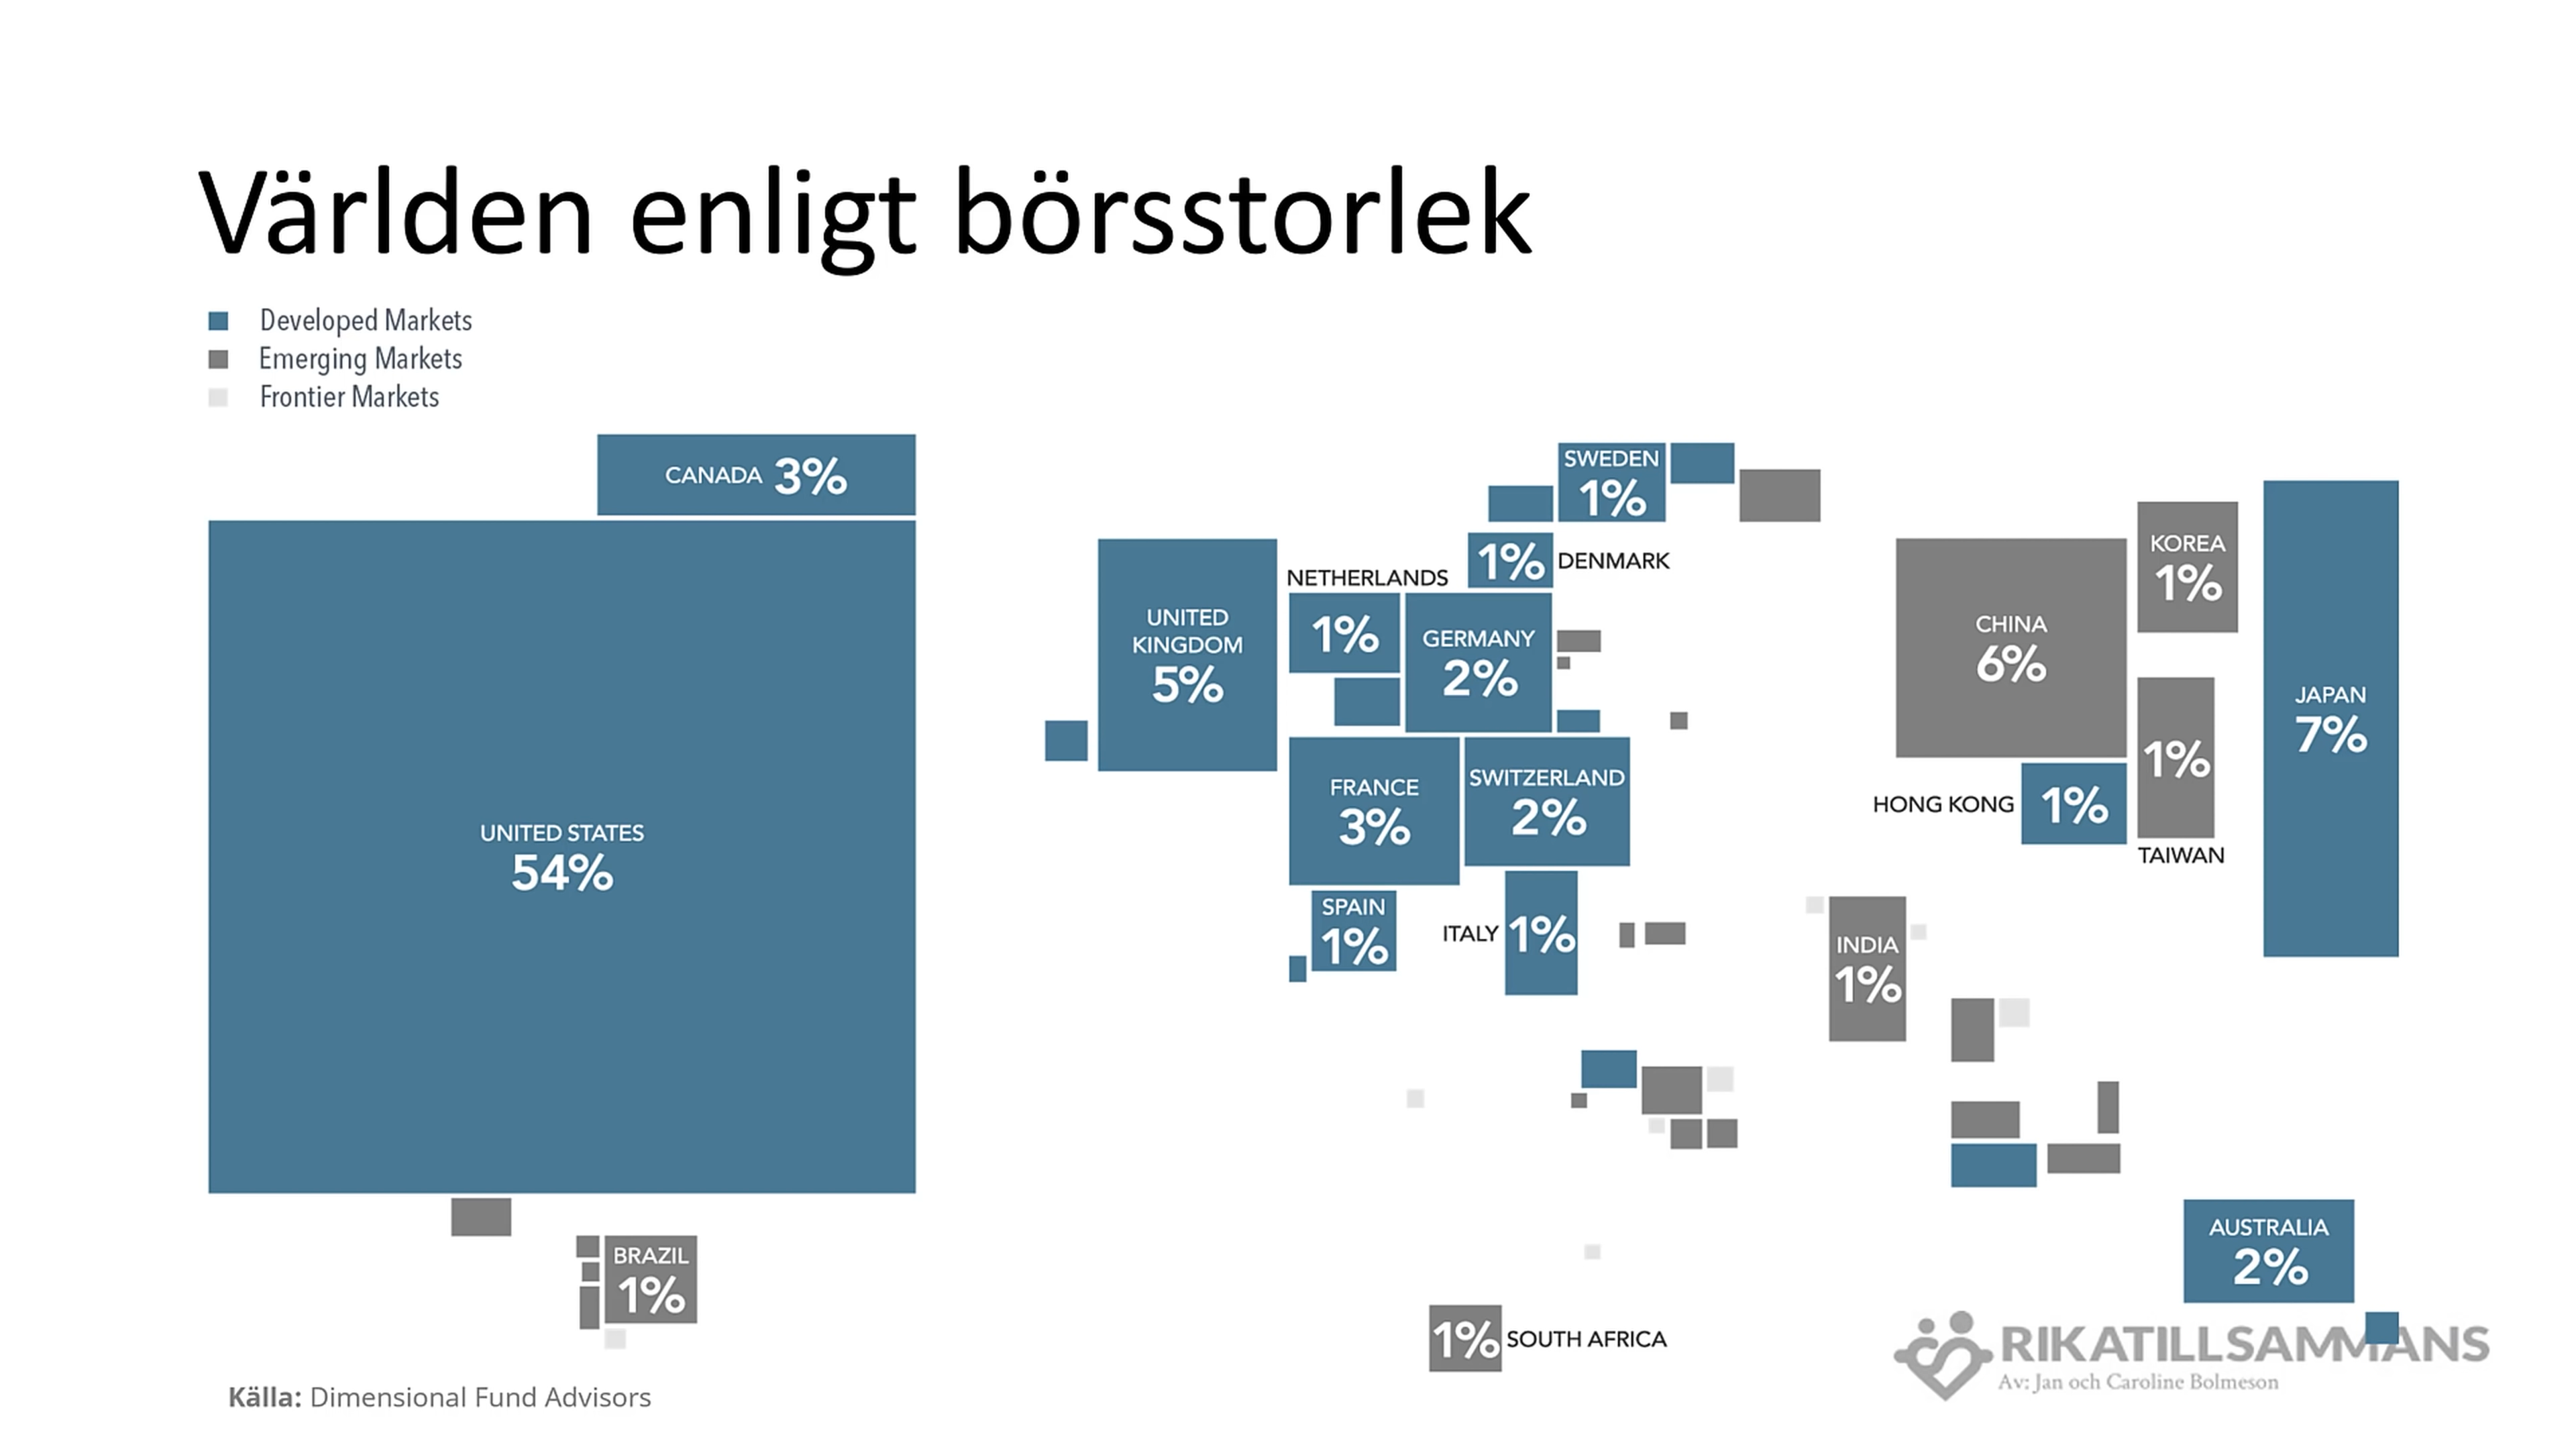 Världen enligt börsstorlek
Developed Markets
Emerging Markets
Frontier Markets
CANADA 3%
UNITED STATES
54%
BRAZIL
1%
SWEDEN
1%
1% DENMARK
NETHERLANDS
1%
UNITED
KINGDOM
5%
GERMANY
2%
FRANCE
3%
SWITZERLAND
2%
SPAIN
1%
ITALY 1%
1% SOUTH AFRICA
CHINA
6%
KOREA
1%
JAPAN
7%
HONG KONG 1%
1%
TAIWAN
INDIA
1%
AUSTRALIA
2%
Källa: Dimensional Fund Advisors
RIKATILLSAMMANS
Av: Jan och Caroline Bolmeson